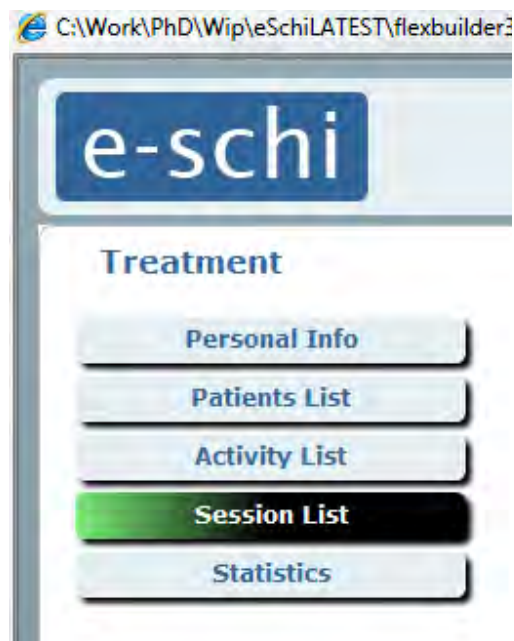 C:\Work\PhD\Wip\eSchiLATEST\flexbuilder3
e-schi
Treatment
Personal Info
Patients List
Activity List
Session List
Statistics